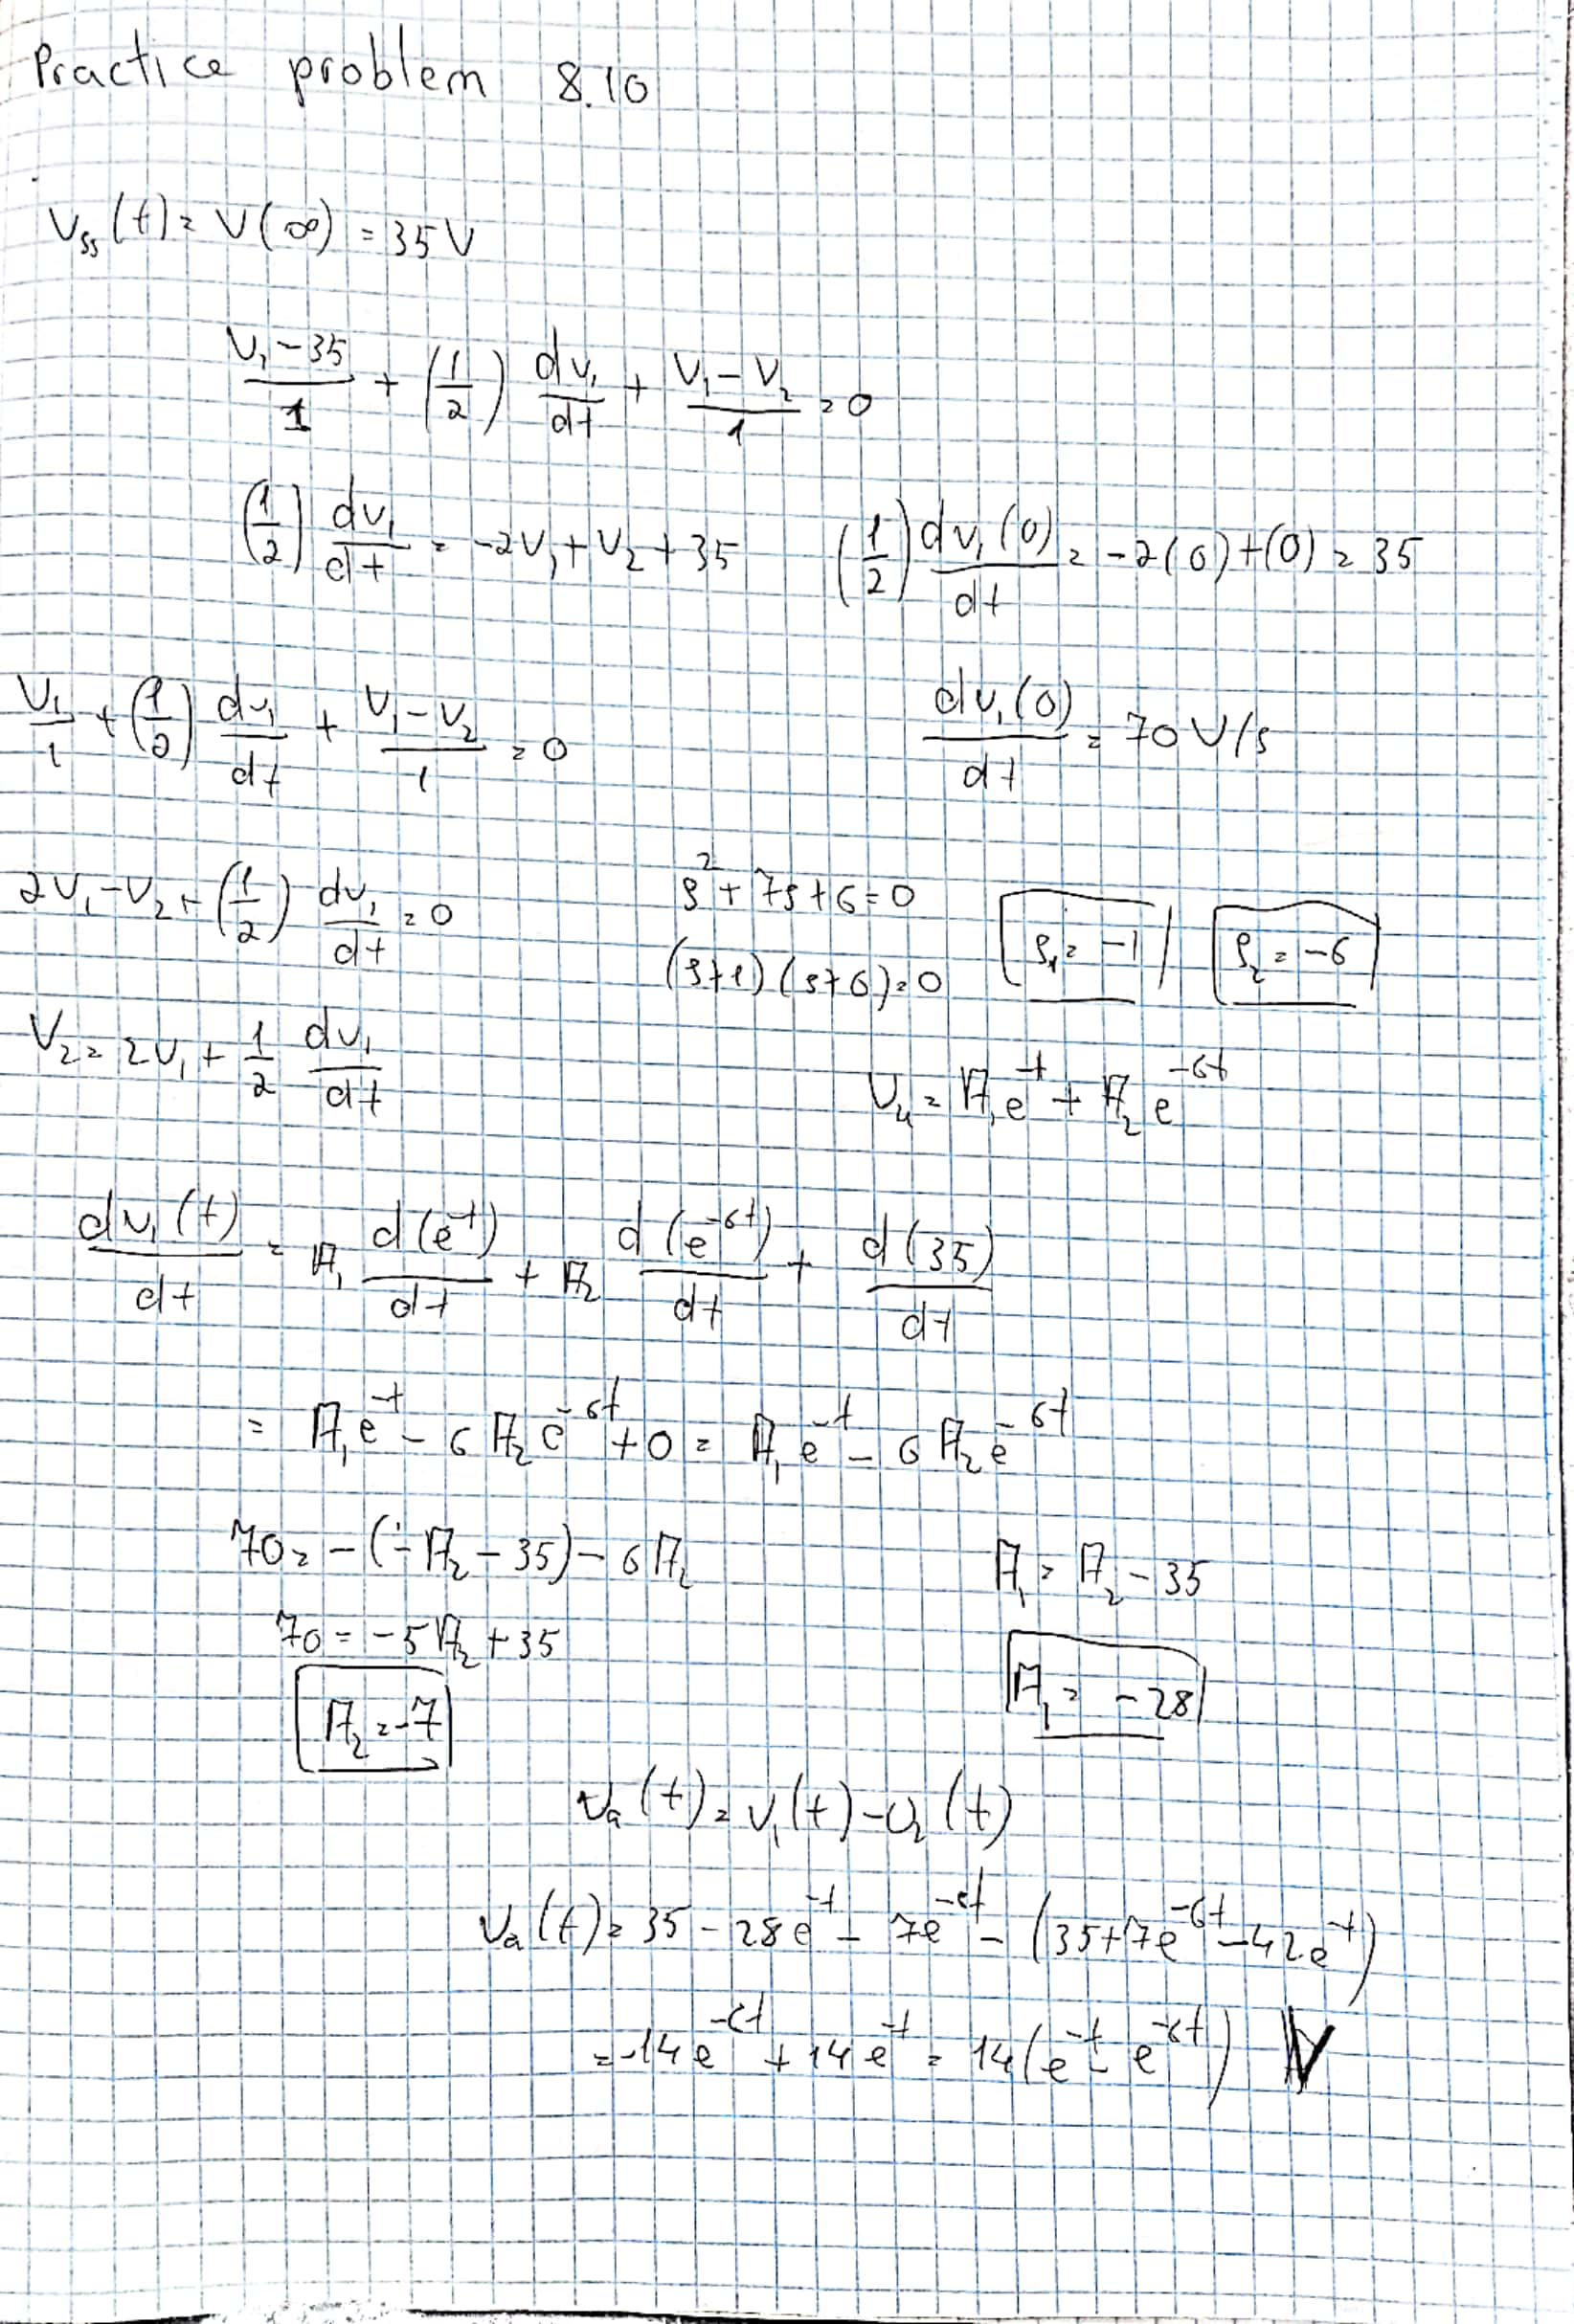 Practice problem 8.10
Vss (t) = V(∞) = 35V
(V₁ - 35)/1 + (1/2) dv₁/dt + (V₁ - V₂)/1 = 0
(1/2) dv₁/dt = -2V₁ + V₂ + 35    (1/2) dv₁(0)/dt = -2(0) + (0) = 35
V₁/1 + (1/2) dv₁/dt + (V₁ - V₂)/1 = 0    dv₁(0)/dt = 70 V/s
2V₁ - V₂ + (1/2) dv₁/dt = 0    s² + 7s + 6 = 0
(s+1)(s+6) = 0    s₁ = -1    s₂ = -6
V₂ = 2V₁ + 1/2 dv₁/dt    Vₙ = A₁e^-t + A₂e^-6t
dv₁(t)/dt = A₁ d(e^-t)/dt + A₂ d(e^-6t)/dt + d(35)/dt
= A₁e^-t - 6A₂e^-6t + 0 = A₁e^-t - 6A₂e^-6t
70 = -(-A₂ - 35) - 6A₂    A₁ = A₂ - 35
70 = -5A₂ + 35
A₂ = -7    A₁ = -28
Va(t) = V₁(t) - V₂(t)
Va(t) = 35 - 28e^-t - 7e^-6t - (35 + 7e^-6t - 42e^-t)
= -14e^-6t + 14e^-t = 14(e^-t - e^-6t) V